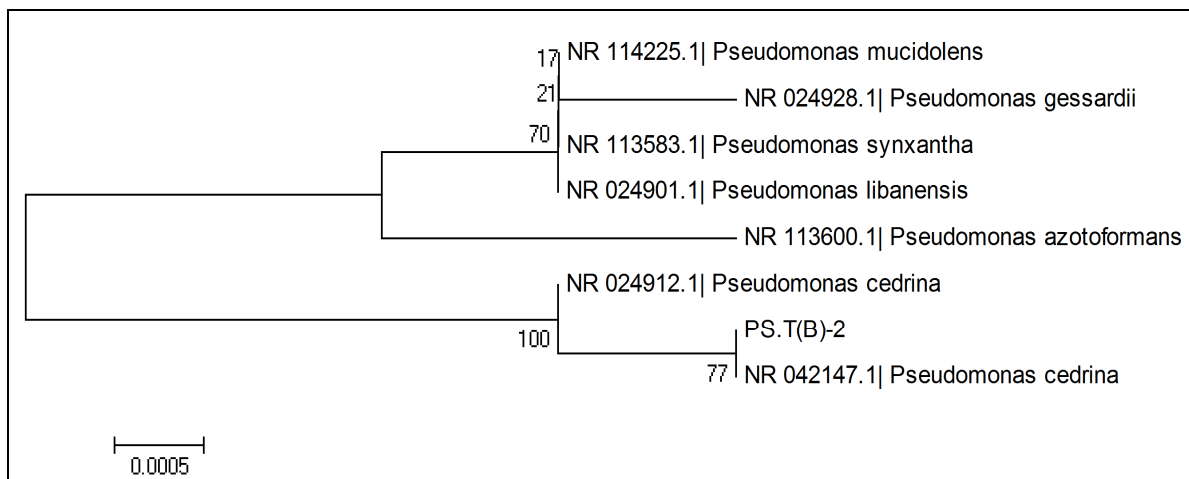 17
NR 114225.1| Pseudomonas mucidolens
21
NR 024928.1| Pseudomonas gessardii
70
NR 113583.1| Pseudomonas synxantha
NR 024901.1| Pseudomonas libanensis
NR 113600.1| Pseudomonas azotoformans
NR 024912.1| Pseudomonas cedrina
100
PS.T(B)-2
77
NR 042147.1| Pseudomonas cedrina
0.0005